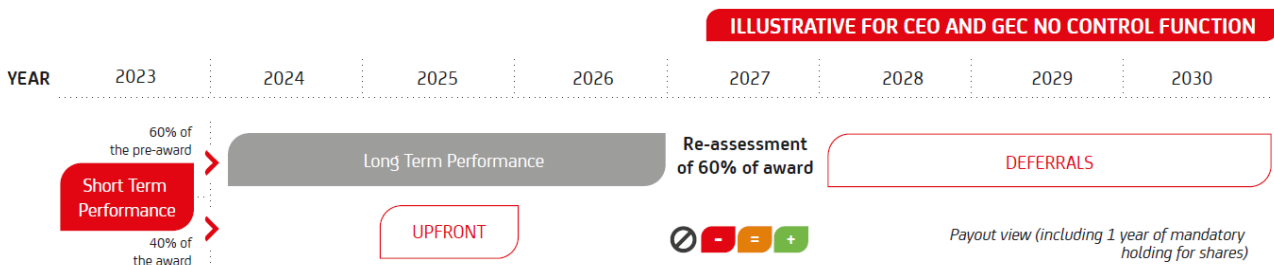 ILLUSTRATIVE FOR CEO AND GEC NO CONTROL FUNCTION
YEAR 2023 2024 2025 2026 2027 2028 2029 2030
60% of
the pre-award
Short Term
Performance
40% of
the award
Long Term Performance
UPFRONT
Re-assessment
of 60% of award
- = +
DEFERRALS
Payout view (including 1 year of mandatory
holding for shares)